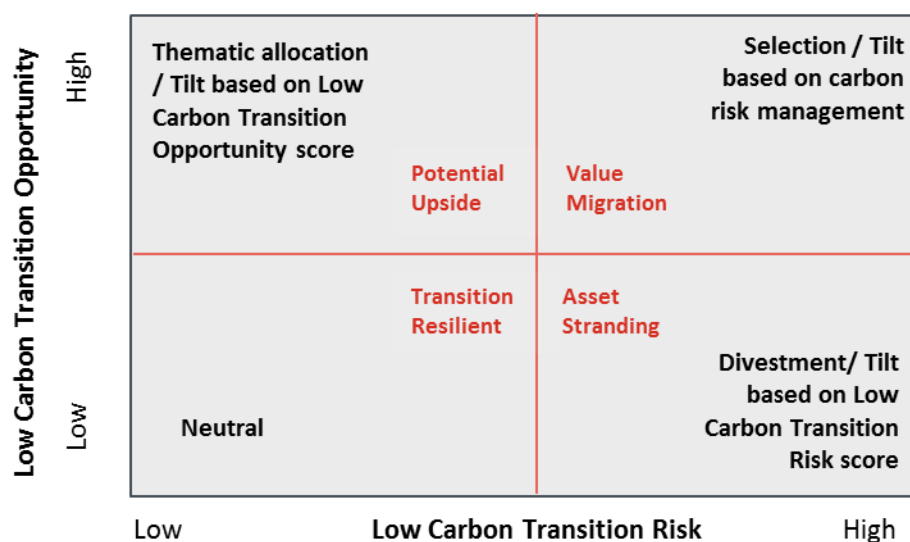 Low Carbon Transition Opportunity
High
Low
Thematic allocation
/ Tilt based on Low
Carbon Transition
Opportunity score
Selection / Tilt
based on carbon
risk management
Potential
Upside
Value
Migration
Transition
Resilient
Asset
Stranding
Neutral
Divestment/ Tilt
based on Low
Carbon Transition
Risk score
Low
Low Carbon Transition Risk
High